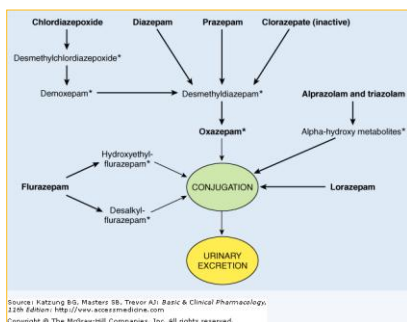 Chlordiazepoxide Diazepam Prazepam Clorazepate (inactive)
Desmethylchlordiazepoxide*
Demoxepam* Desmethyldiazepam* Alprazolam and triazolam
Oxazepam* Alpha-hydroxy metabolites*
Hydroxyethyl-
flurazepam*
Flurazepam CONJUGATION Lorazepam
Desalkyl-
flurazepam*
URINARY
EXCRETION
Source: Katzung BG, Masters SB, Trevor AJ: Basic & Clinical Pharmacology,
11th Edition: http://www.accessmedicine.com
Copyright © The McGraw-Hill Companies, Inc. All rights reserved.